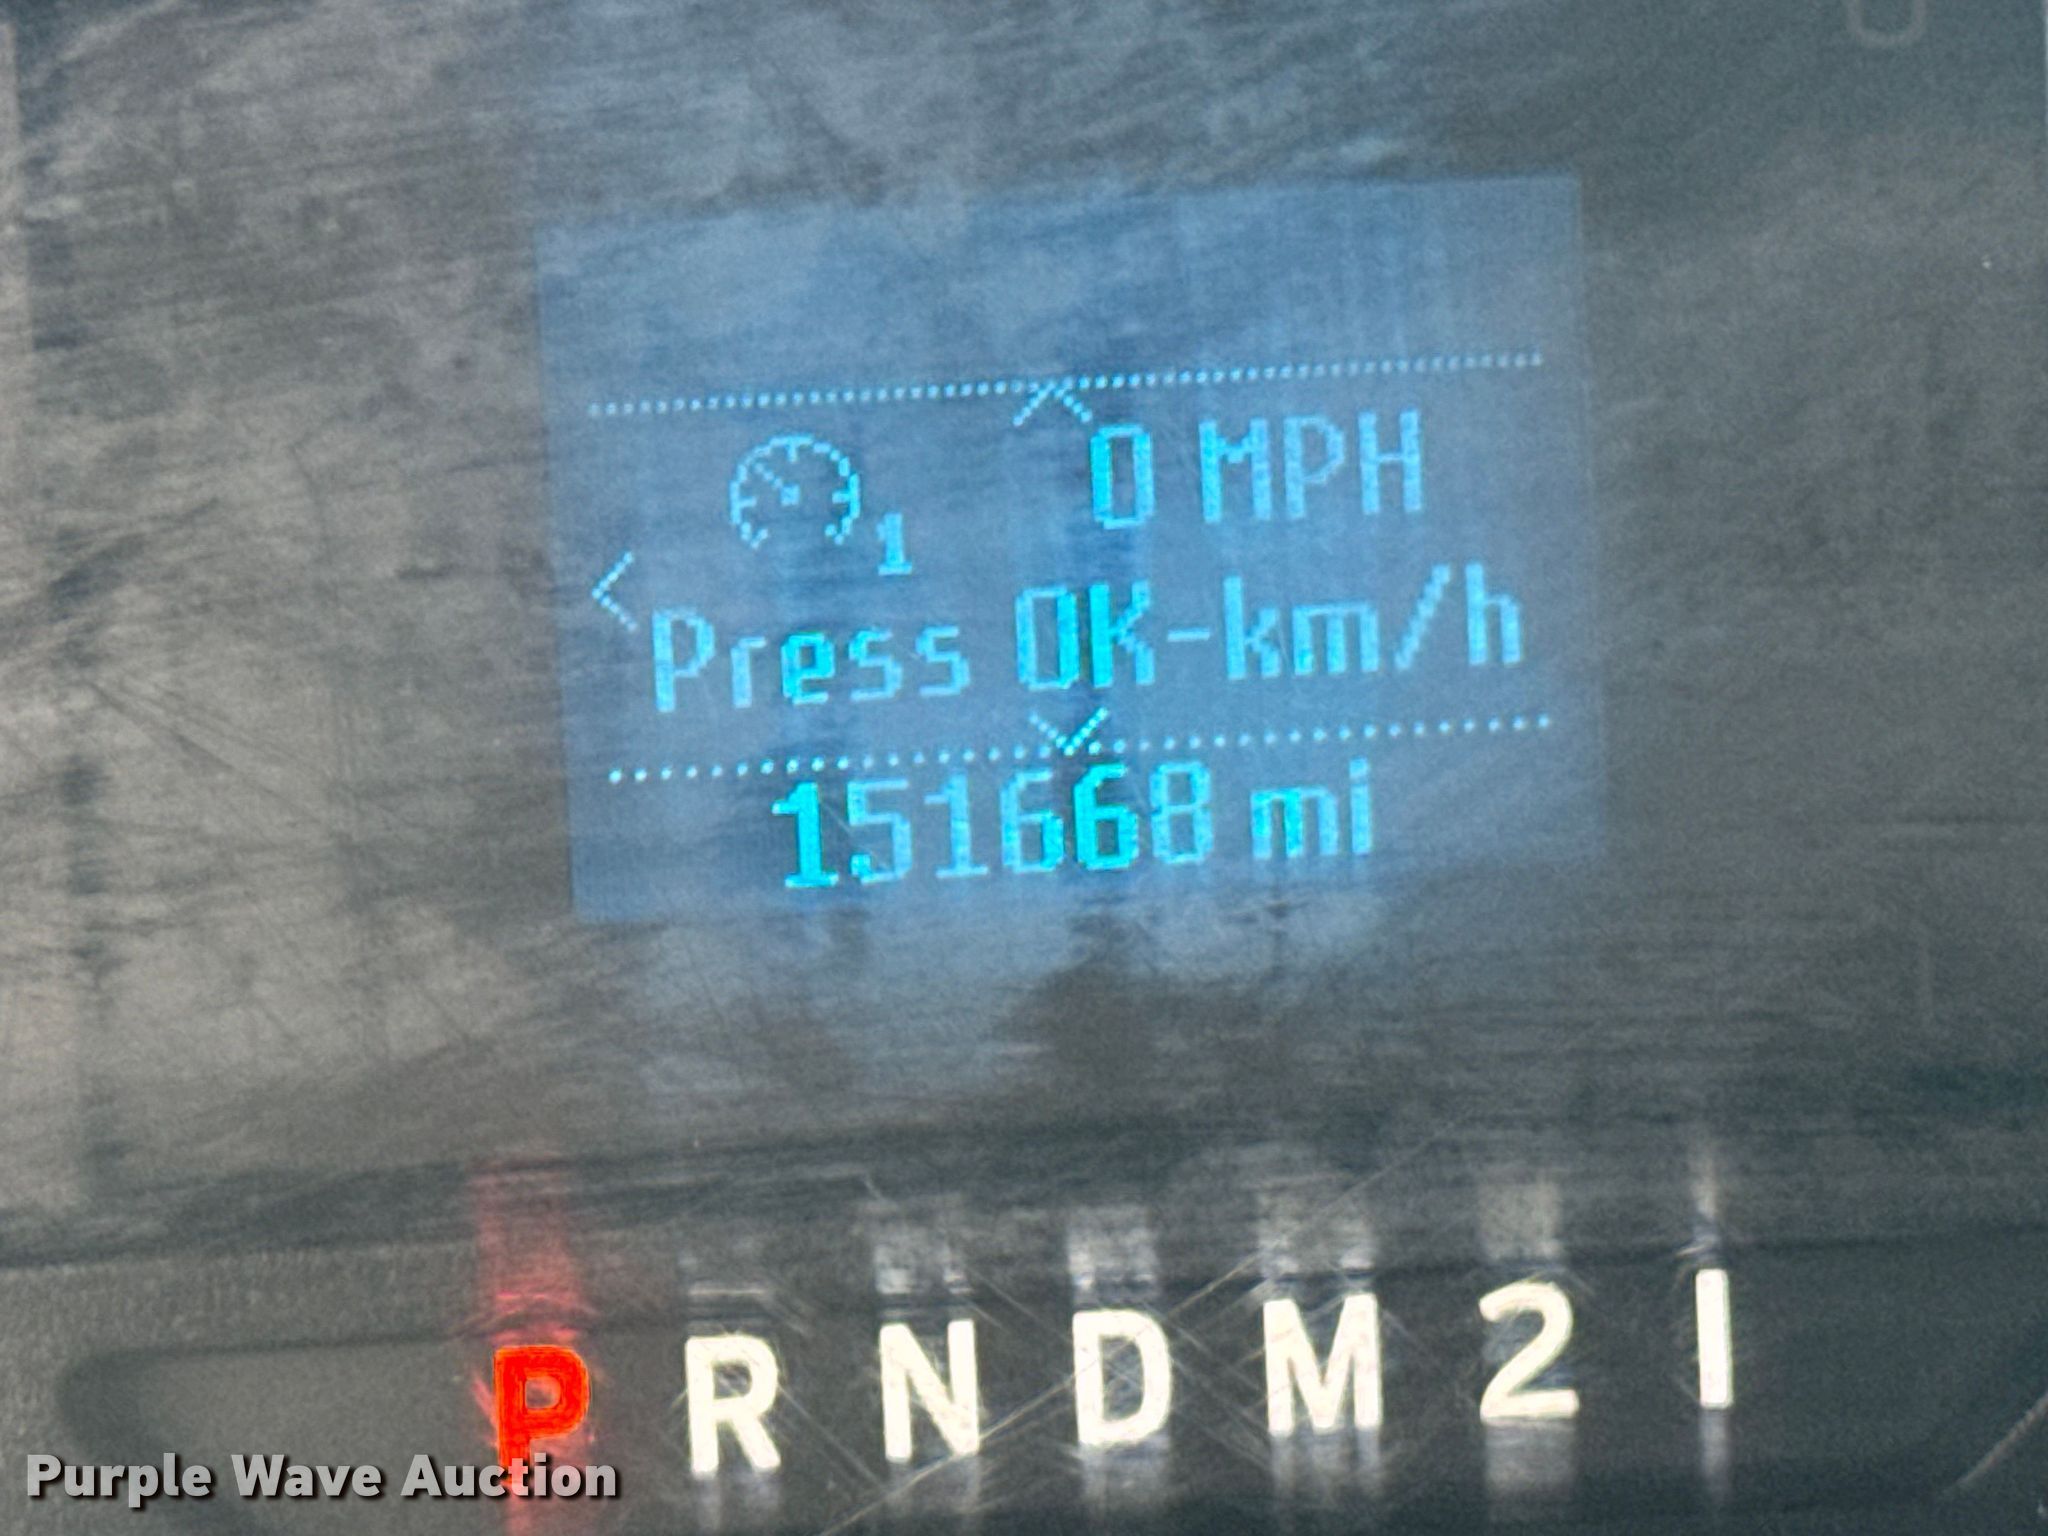 0 MPH
1
Press OK-km/h
151668 mi
P R N D M 2 1
Purple Wave Auction